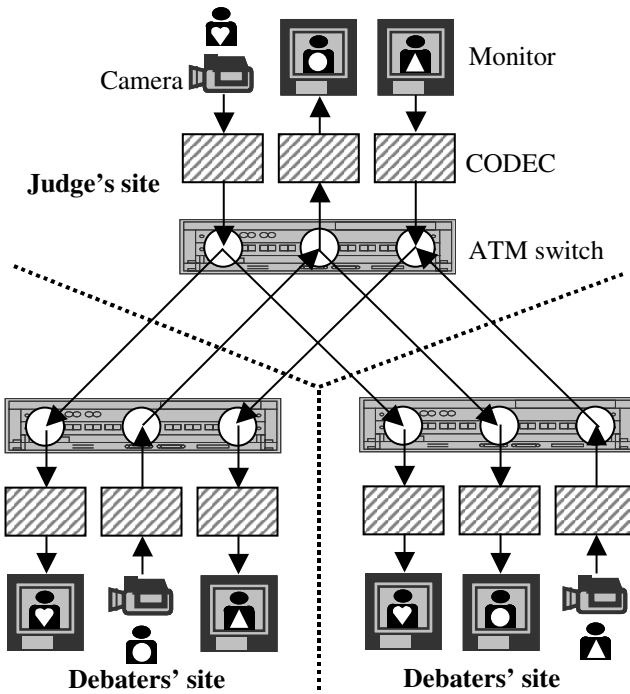 Monitor
Camera
CODEC
Judge's site
ATM switch
Debaters' site
Debaters' site